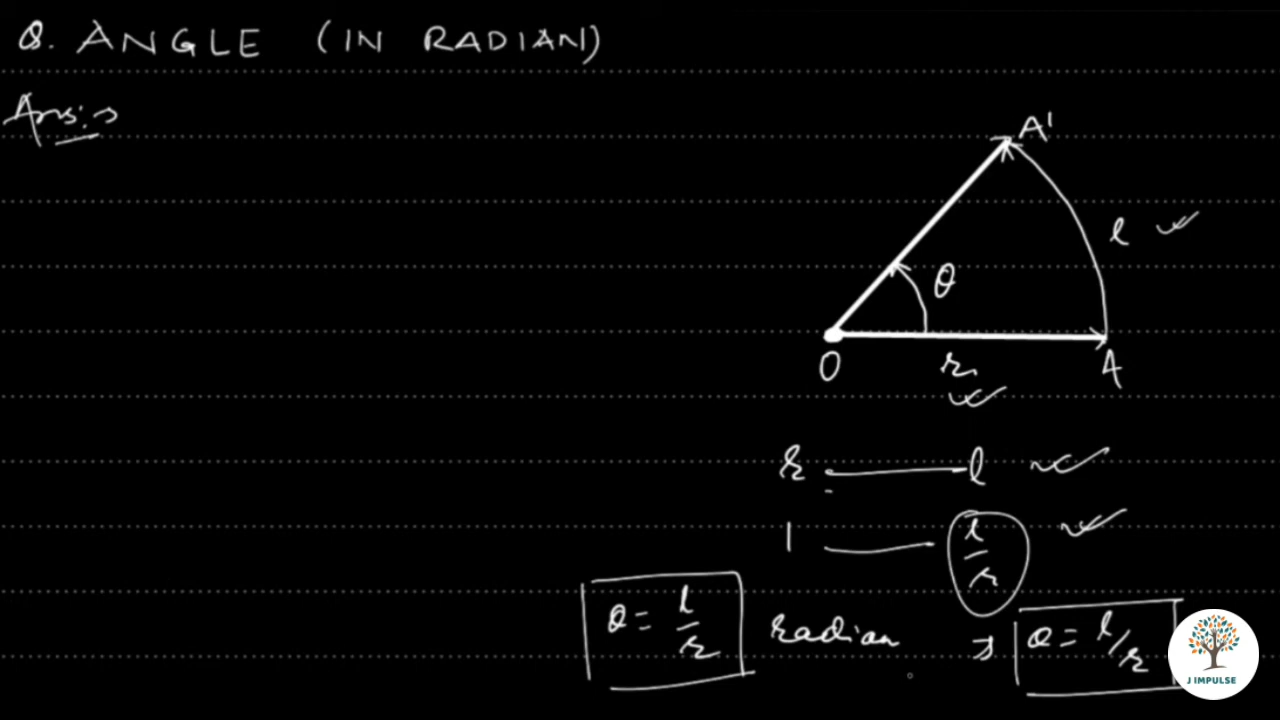 Q. ANGLE (IN RADIAN)
Ans:
A'
l
θ
O
r
A
r — l
1 — l/r
θ = l/r radian
θ = l/r
J IMPULSE